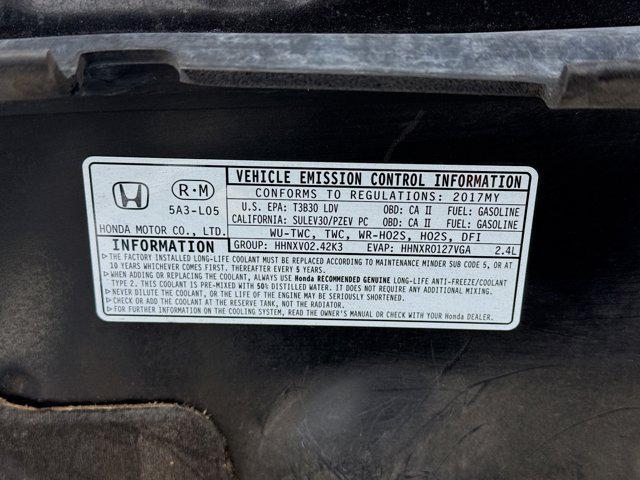 VEHICLE EMISSION CONTROL INFORMATION
R·M
CONFORMS TO REGULATIONS: 2017MY
5A3-L05
U.S. EPA: T3B30 LDV OBD: CA II FUEL: GASOLINE
CALIFORNIA: SULEV30/PZEV PC OBD: CA II FUEL: GASOLINE
HONDA MOTOR CO., LTD.
WU-TWC, TWC, WR-HO2S, HO2S, DFI
INFORMATION
GROUP: HHNXV02.42K3 EVAP: HHNXR0127VGA 2.4L
▷THE FACTORY INSTALLED LONG-LIFE COOLANT MUST BE REPLACED ACCORDING TO MAINTENANCE MINDER SUB CODE 5, OR AT
10 YEARS WHICHEVER COMES FIRST. THEREAFTER EVERY 5 YEARS.
▷WHEN ADDING OR REPLACING THE COOLANT, ALWAYS USE Honda RECOMMENDED GENUINE LONG-LIFE ANTI-FREEZE/COOLANT
TYPE 2. THIS COOLANT IS PRE-MIXED WITH 50% DISTILLED WATER. IT DOES NOT REQUIRE ANY ADDITIONAL MIXING.
▷NEVER DILUTE THE COOLANT, OR THE LIFE OF THE ENGINE MAY BE SERIOUSLY SHORTENED.
▷CHECK OR ADD THE COOLANT AT THE RESERVE TANK, NOT THE RADIATOR.
▷FOR FURTHER INFORMATION ON THE COOLING SYSTEM, READ THE OWNER'S MANUAL OR CHECK WITH YOUR Honda DEALER.